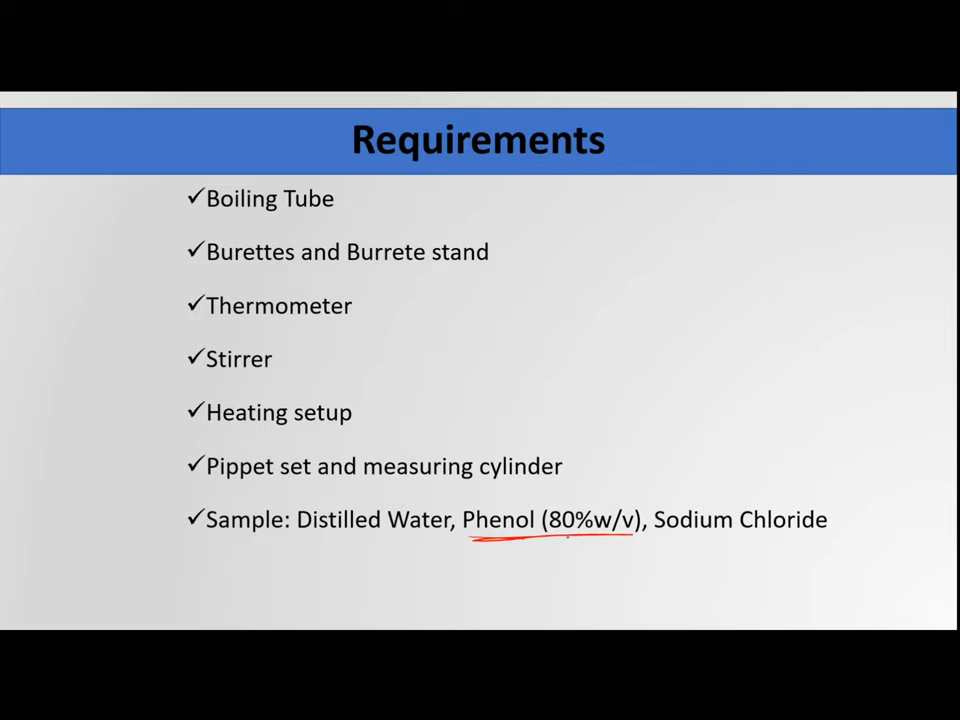 Requirements
✓Boiling Tube
✓Burettes and Burrete stand
✓Thermometer
✓Stirrer
✓Heating setup
✓Pippet set and measuring cylinder
✓Sample: Distilled Water, Phenol (80%w/v), Sodium Chloride